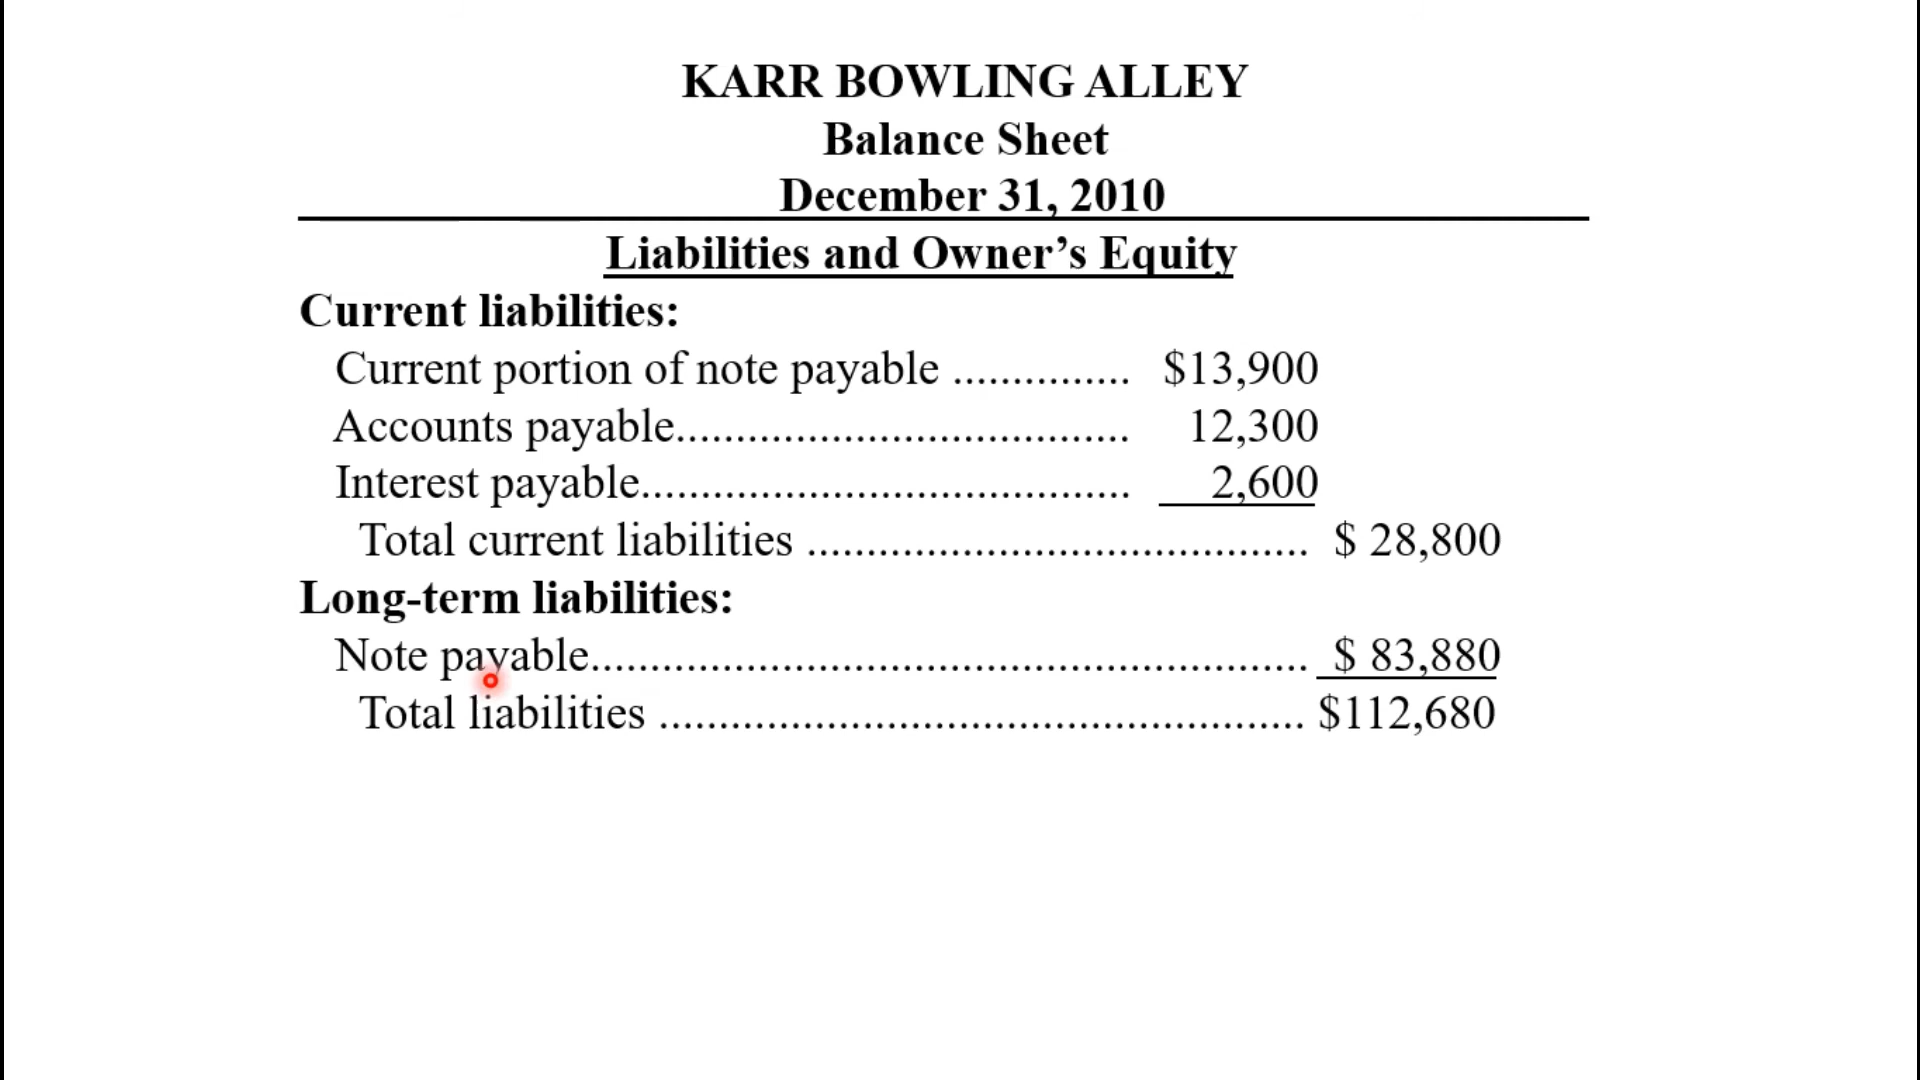 KARR BOWLING ALLEY
Balance Sheet
December 31, 2010
Liabilities and Owner’s Equity
Current liabilities:
Current portion of note payable ............... $13,900
Accounts payable...................................... 12,300
Interest payable......................................... 2,600
Total current liabilities .......................................... $ 28,800
Long-term liabilities:
Note payable............................................................ $ 83,880
Total liabilities ...................................................... $112,680